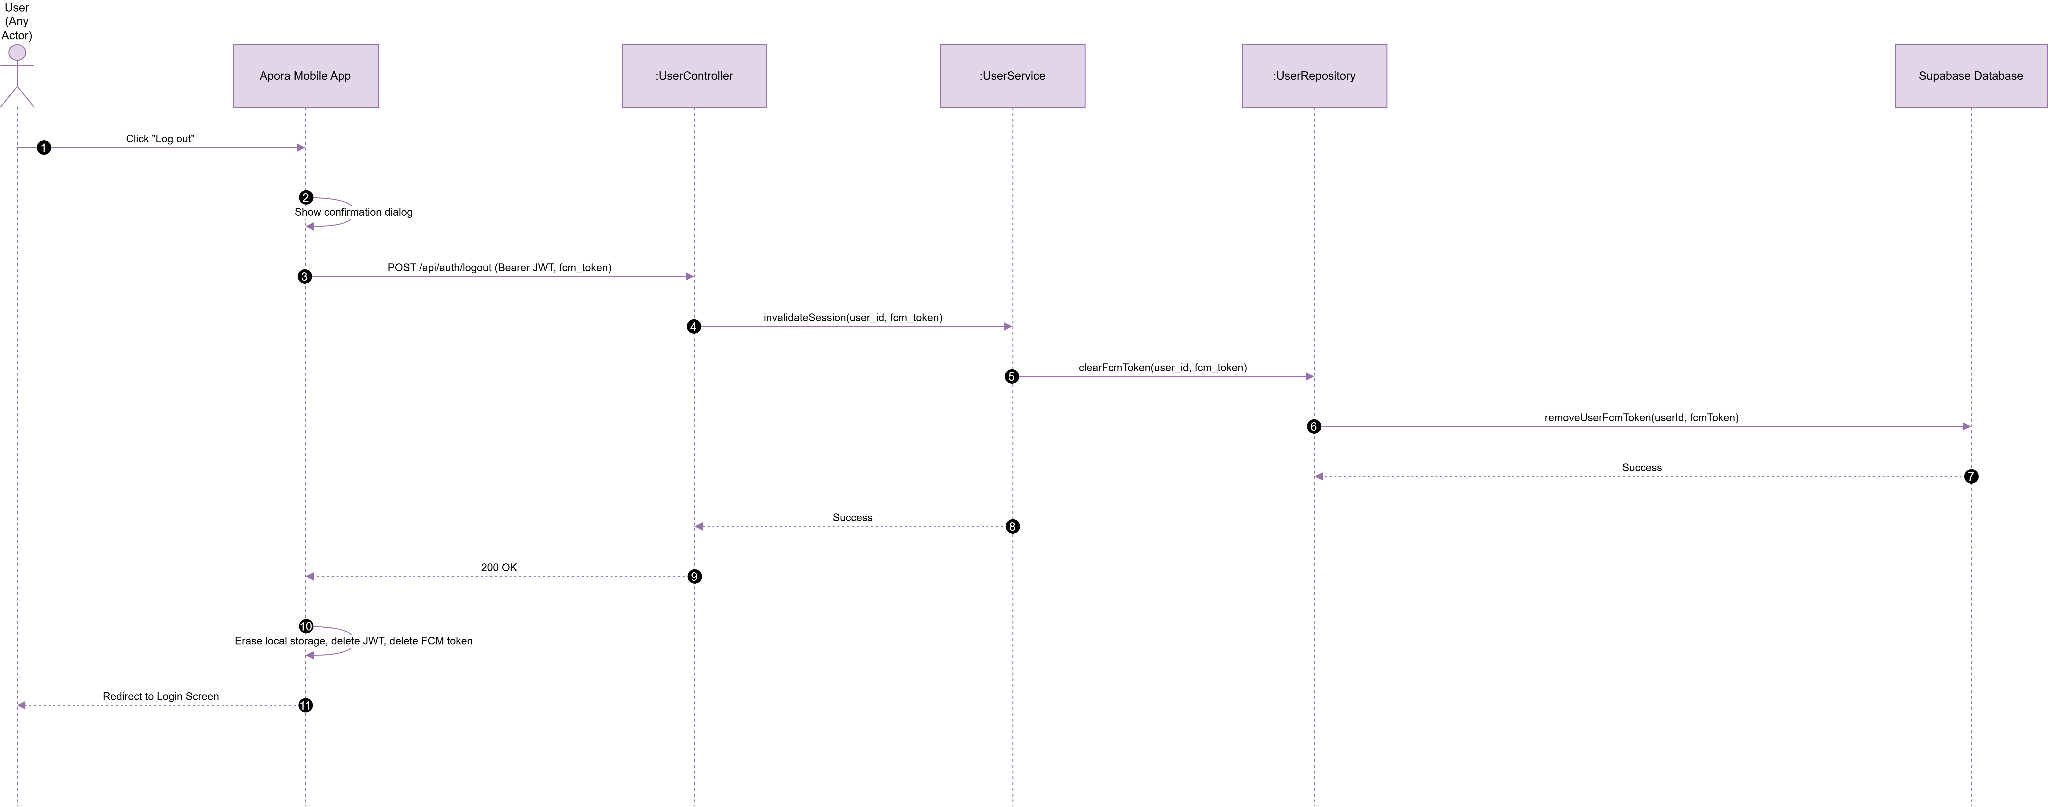 User
(Any
Actor)
Apora Mobile App
:UserController
:UserService
:UserRepository
Supabase Database
1
Click "Log out"
2
Show confirmation dialog
3
POST /api/auth/logout (Bearer JWT, fcm_token)
4
invalidateSession(user_id, fcm_token)
5
clearFcmToken(user_id, fcm_token)
6
removeUserFcmToken(userId, fcmToken)
Success
7
Success
8
200 OK
9
10
Erase local storage, delete JWT, delete FCM token
Redirect to Login Screen
11